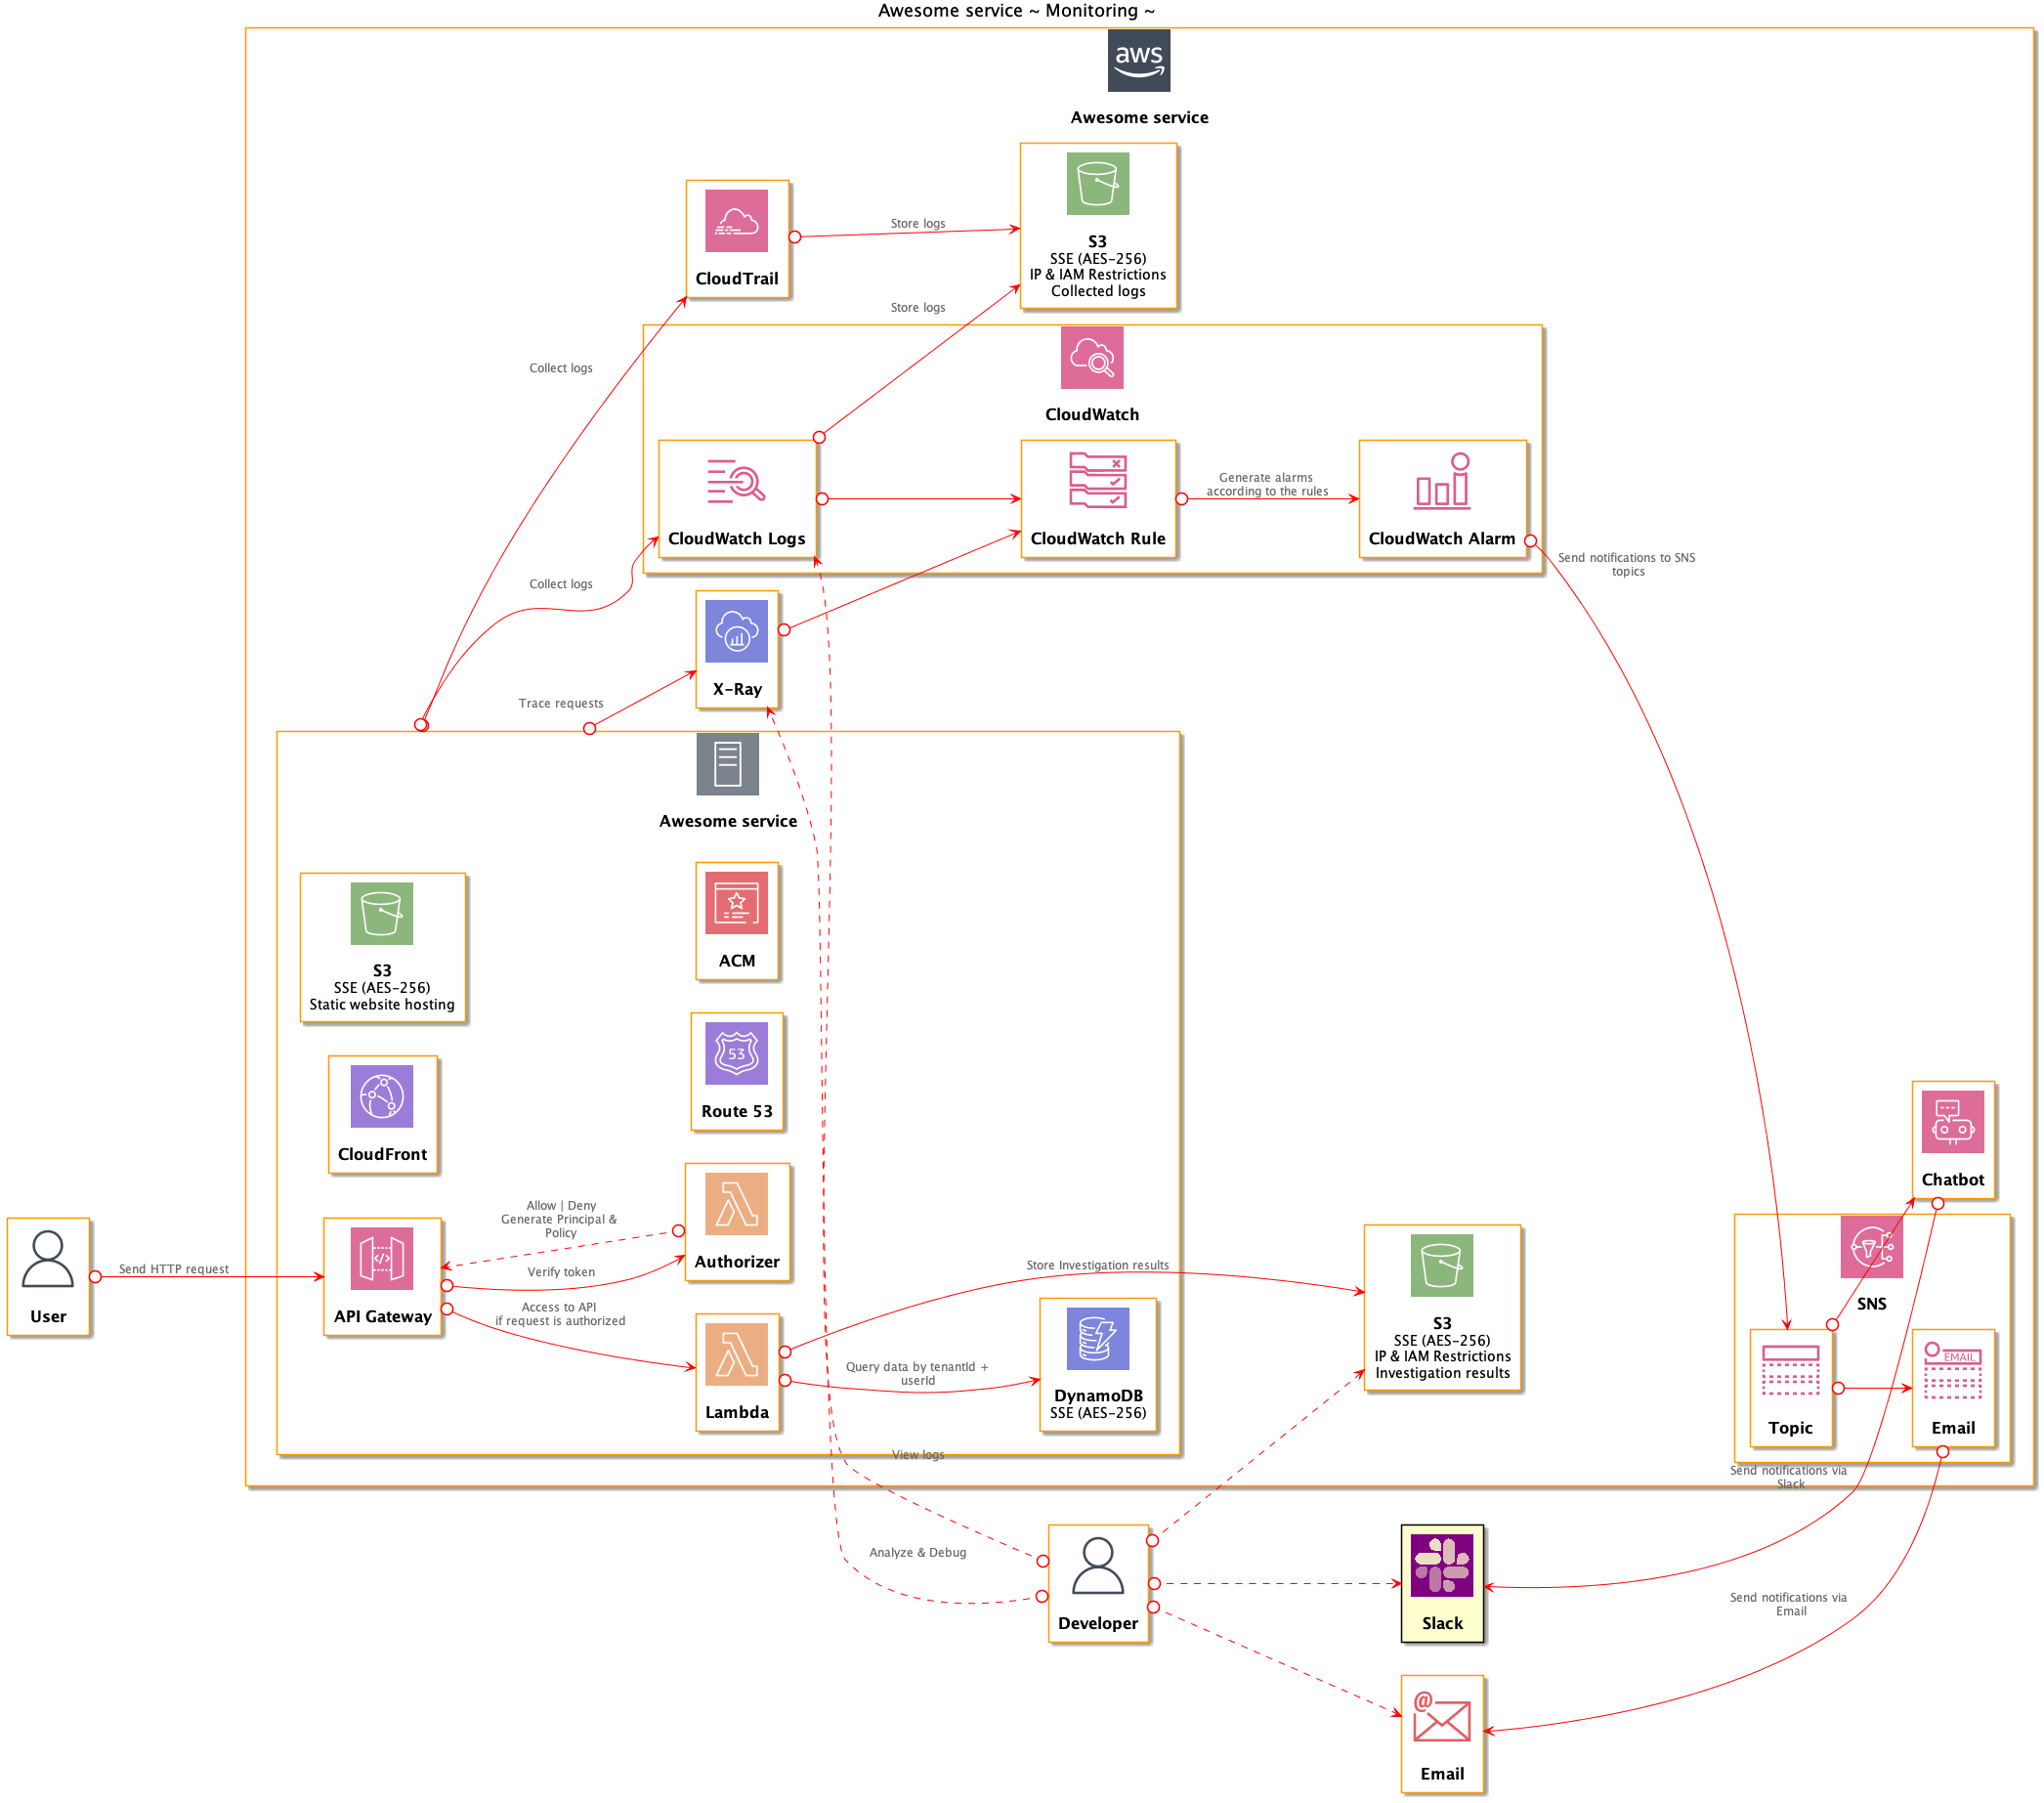 Awesome service ~ Monitoring ~
aws
Awesome service
CloudTrail
Store logs
S3
SSE (AES-256)
IP & IAM Restrictions
Collected logs
Store logs
Collect logs
CloudWatch
CloudWatch Logs
CloudWatch Rule
Generate alarms
according to the rules
CloudWatch Alarm
Send notifications to SNS
topics
Collect logs
X-Ray
Trace requests
Awesome service
S3
SSE (AES-256)
Static website hosting
ACM
53
Route 53
CloudFront
Allow | Deny
Generate Principal &
Policy
Authorizer
Verify token
User
Send HTTP request
API Gateway
Access to API
if request is authorized
Lambda
Store Investigation results
Query data by tenantId +
userId
DynamoDB
SSE (AES-256)
S3
SSE (AES-256)
IP & IAM Restrictions
Investigation results
Chatbot
SNS
Topic
EMAIL
Email
View logs
Send notifications via
Slack
Analyze & Debug
Developer
Slack
Send notifications via
Email
@
Email